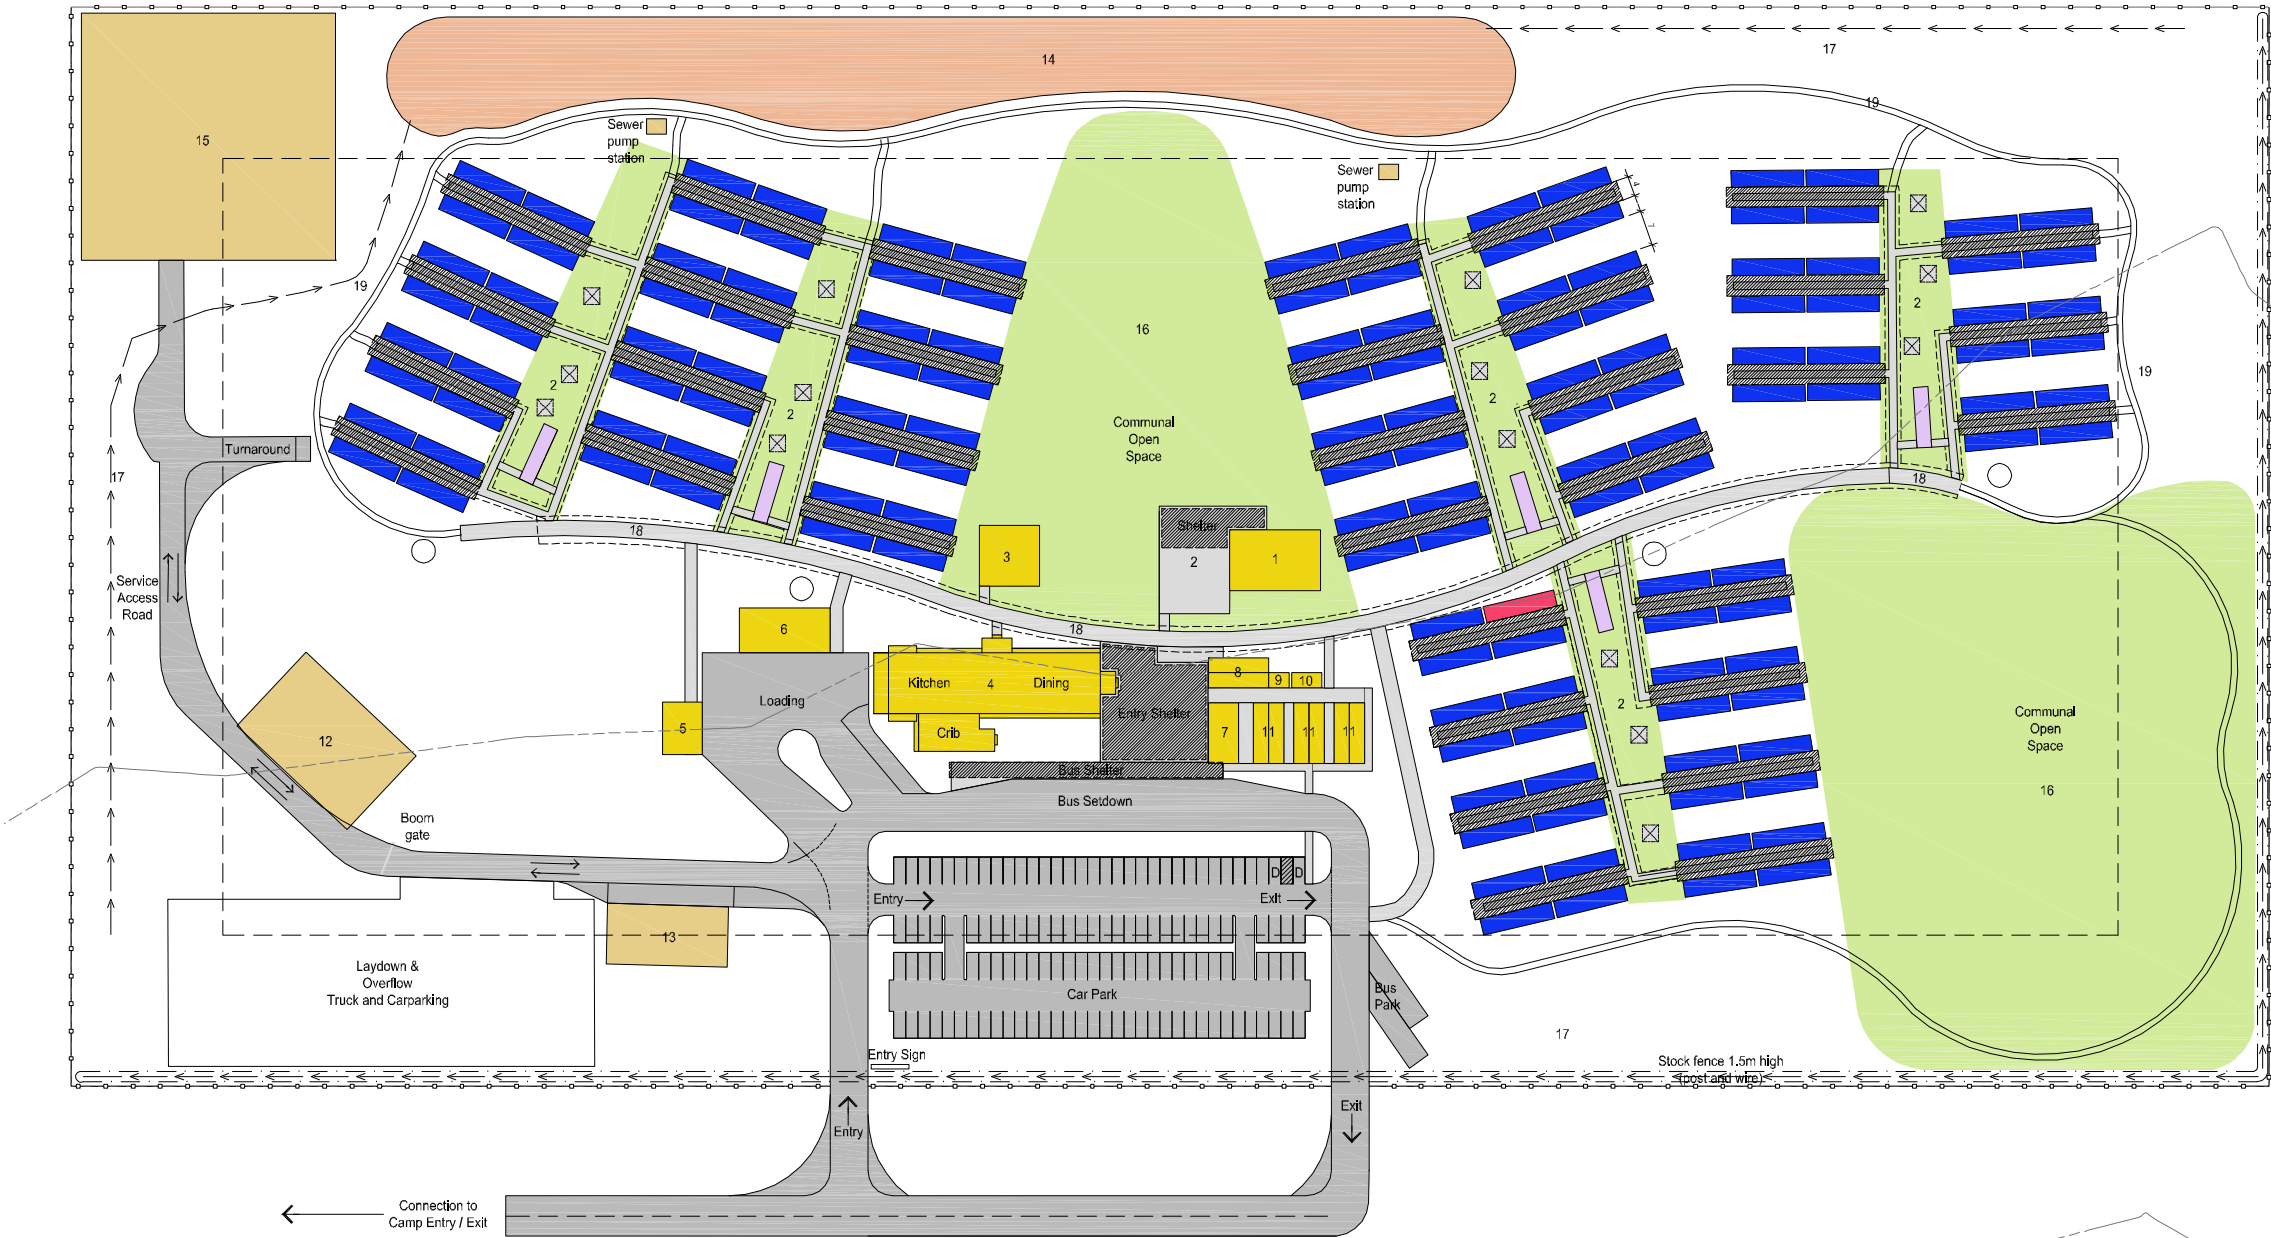 14
17
19
15
Sewer
pump
station
Sewer
pump
station
19
16
2
2
2
2
19
Communal
Open
Space
Turnaround
17
18
18
Shelter
3
2
1
Service
Access
Road
6
18
8
9
10
Kitchen
4
Dining
Loading
Entry Shelter
2
Communal
Open
Space
16
5
Crib
7
11
11
11
12
Bus Shelter
Bus Setdown
Boom
gate
D
D
Entry
Exit
13
Laydown &
Overflow
Truck and Carparking
Car Park
Bus
Park
17
Entry Sign
Stock fence 1.5m high
(post and wire)
Exit
Entry
Connection to
Camp Entry / Exit